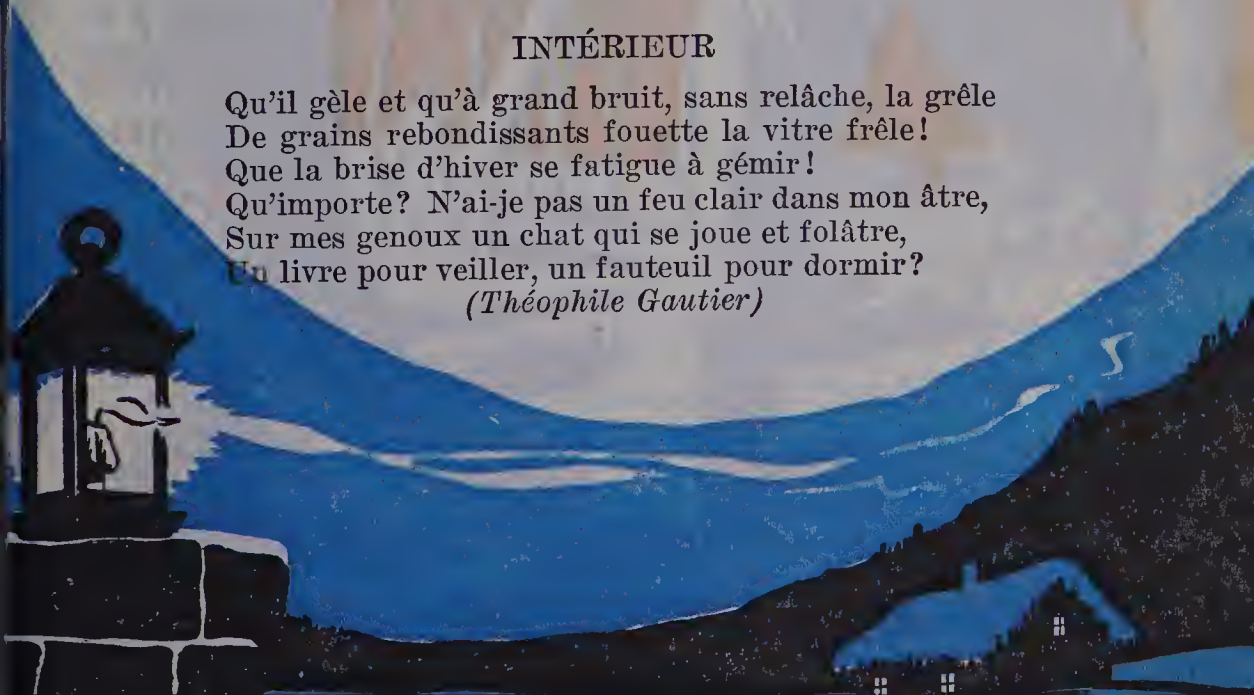 INTÉRIEUR
Qu'il gèle et qu'à grand bruit, sans relâche, la grêle
De grains rebondissants fouette la vitre frêle!
Que la brise d'hiver se fatigue à gémir!
Qu'importe? N'ai-je pas un feu clair dans mon âtre,
Sur mes genoux un chat qui se joue et folâtre,
Un livre pour veiller, un fauteuil pour dormir?
(Théophile Gautier)